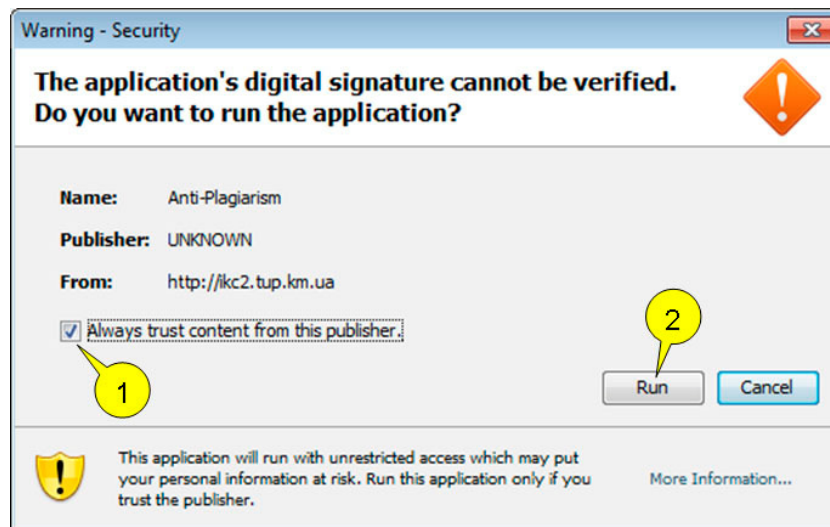 Warning - Security
The application's digital signature cannot be verified.
Do you want to run the application?
Name: Anti-Plagiarism
Publisher: UNKNOWN
From: http://ikc2.tup.km.ua
Always trust content from this publisher.
1
2
Run Cancel
This application will run with unrestricted access which may put
your personal information at risk. Run this application only if you
trust the publisher.
More Information...